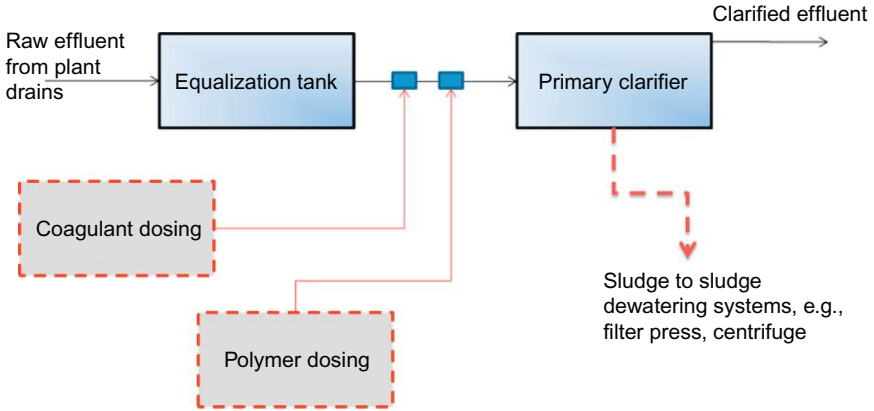 Raw effluent
from plant
drains
Equalization tank
Primary clarifier
Clarified effluent
Coagulant dosing
Polymer dosing
Sludge to sludge
dewatering systems, e.g.,
filter press, centrifuge